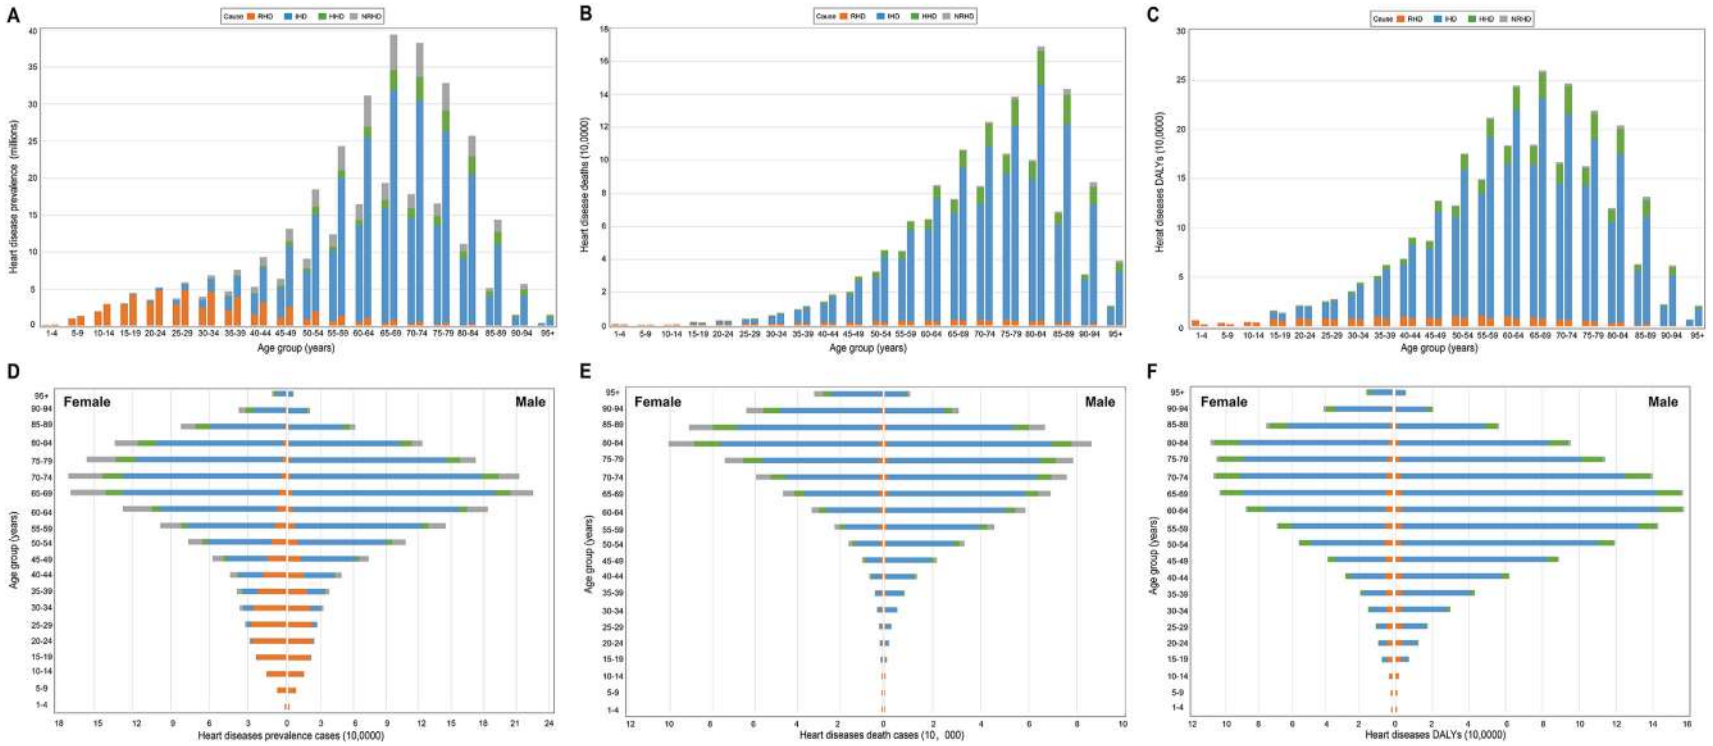 A
Cause RHD IHD HHD NRHD
Heart disease prevalence (millions)
40
35
30
25
20
15
10
5
0
1-4 5-9 10-14 15-19 20-24 25-29 30-34 35-39 40-44 45-49 50-54 55-59 60-64 65-69 70-74 75-79 80-84 85-89 90-94 95+
Age group (years)
B
Cause RHD IHD HHD NRHD
Heart disease deaths (10,0000)
18
16
14
12
10
8
6
4
2
0
1-4 5-9 10-14 15-19 20-24 25-29 30-34 35-39 40-44 45-49 50-54 55-59 60-64 65-69 70-74 75-79 80-84 85-89 90-94 95+
Age group (years)
C
Cause RHD IHD HHD NRHD
Herat diseases DALYs (10,0000)
30
25
20
15
10
5
0
1-4 5-9 10-14 15-19 20-24 25-29 30-34 35-39 40-44 45-49 50-54 55-59 60-64 65-69 70-74 75-79 80-84 85-89 90-94 95+
Age group (years)
D
Female Male
Age group (years)
95+
90-94
85-89
80-84
75-79
70-74
65-69
60-64
55-59
50-54
45-49
40-44
35-39
30-34
25-29
20-24
15-19
10-14
5-9
1-4
18 15 12 9 6 3 0 3 6 9 12 15 18 21 24
Heart diseases prevalence cases (10,0000)
E
Female Male
Age group (years)
95+
90-94
85-89
80-84
75-79
70-74
65-69
60-64
55-59
50-54
45-49
40-44
35-39
30-34
25-29
20-24
15-19
10-14
5-9
1-4
12 10 8 6 4 2 0 2 4 6 8 10
Heart diseases death cases (10, 000)
F
Female Male
Age group (years)
95+
90-94
85-89
80-84
75-79
70-74
65-69
60-64
55-59
50-54
45-49
40-44
35-39
30-34
25-29
20-24
15-19
10-14
5-9
1-4
12 10 8 6 4 2 0 2 4 6 8 10 12 14 16
Heart diseases DALYs (10,0000)